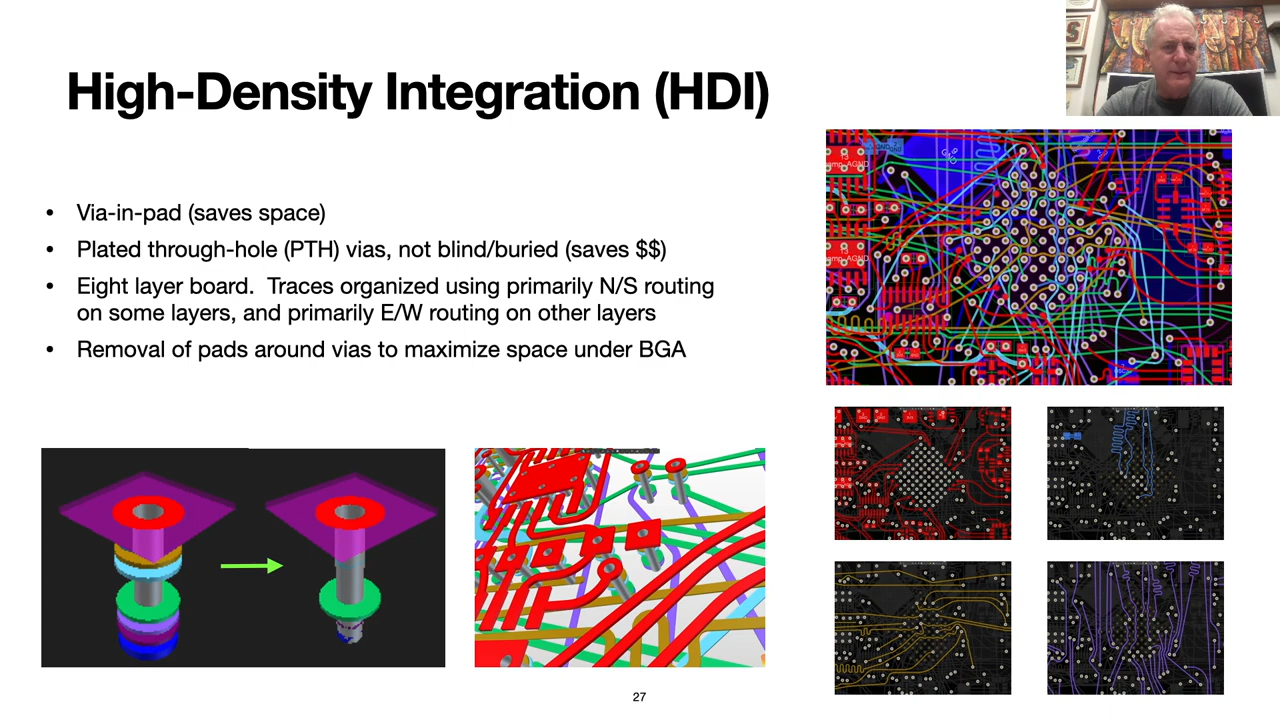 High-Density Integration (HDI)
• Via-in-pad (saves space)
• Plated through-hole (PTH) vias, not blind/buried (saves $$)
• Eight layer board. Traces organized using primarily N/S routing
on some layers, and primarily E/W routing on other layers
• Removal of pads around vias to maximize space under BGA
27